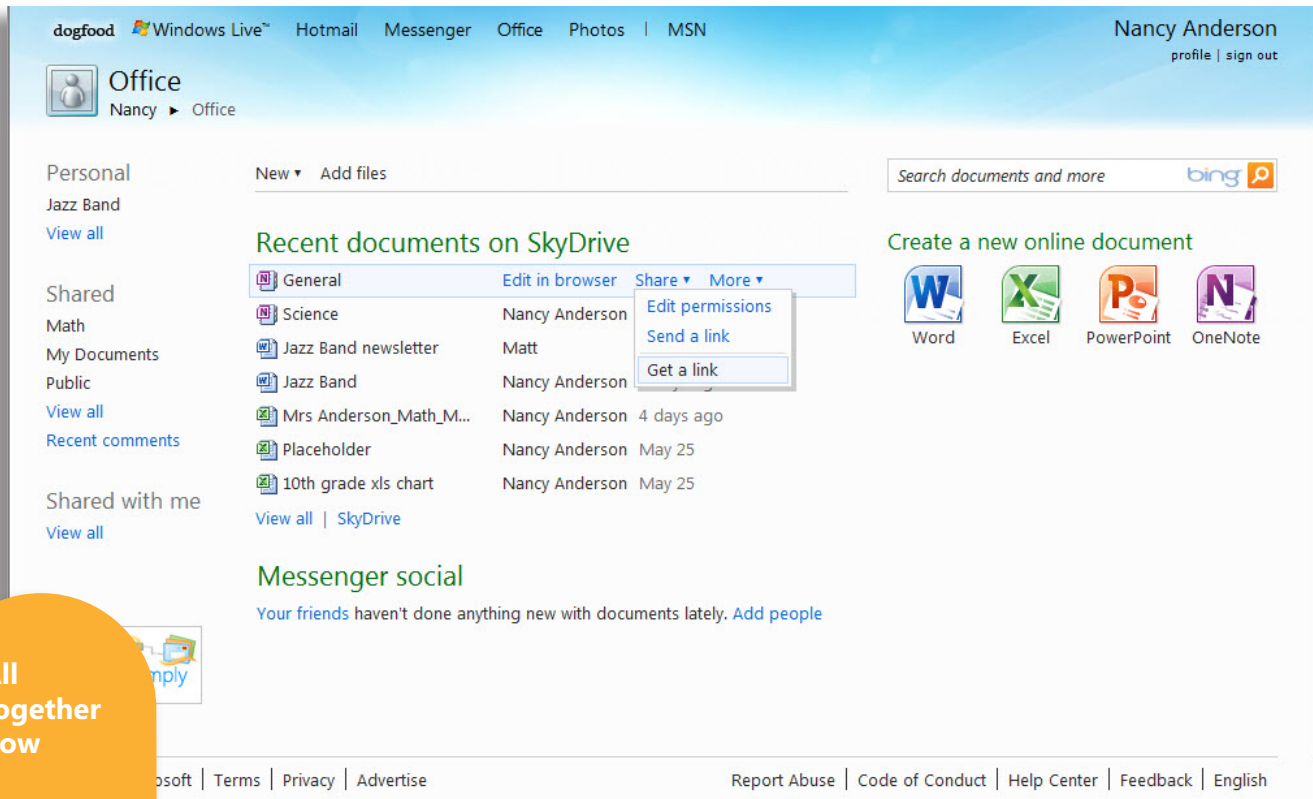 dogfood Windows Live™ Hotmail Messenger Office Photos | MSN
Nancy Anderson
profile | sign out
Office
Nancy ► Office
Personal
Jazz Band
View all
Shared
Math
My Documents
Public
View all
Recent comments
Shared with me
View all
New ▾ Add files
Recent documents on SkyDrive
General Edit in browser Share ▾ More ▾
Science Nancy Anderson
Jazz Band newsletter Matt
Jazz Band Nancy Anderson
Mrs Anderson_Math_M... Nancy Anderson 4 days ago
Placeholder Nancy Anderson May 25
10th grade xls chart Nancy Anderson May 25
View all | SkyDrive
Edit permissions
Send a link
Get a link
Messenger social
Your friends haven't done anything new with documents lately. Add people
Search documents and more bing
Create a new online document
Word Excel PowerPoint OneNote
mply
ll
ogether
ow
osoft | Terms | Privacy | Advertise
Report Abuse | Code of Conduct | Help Center | Feedback | English